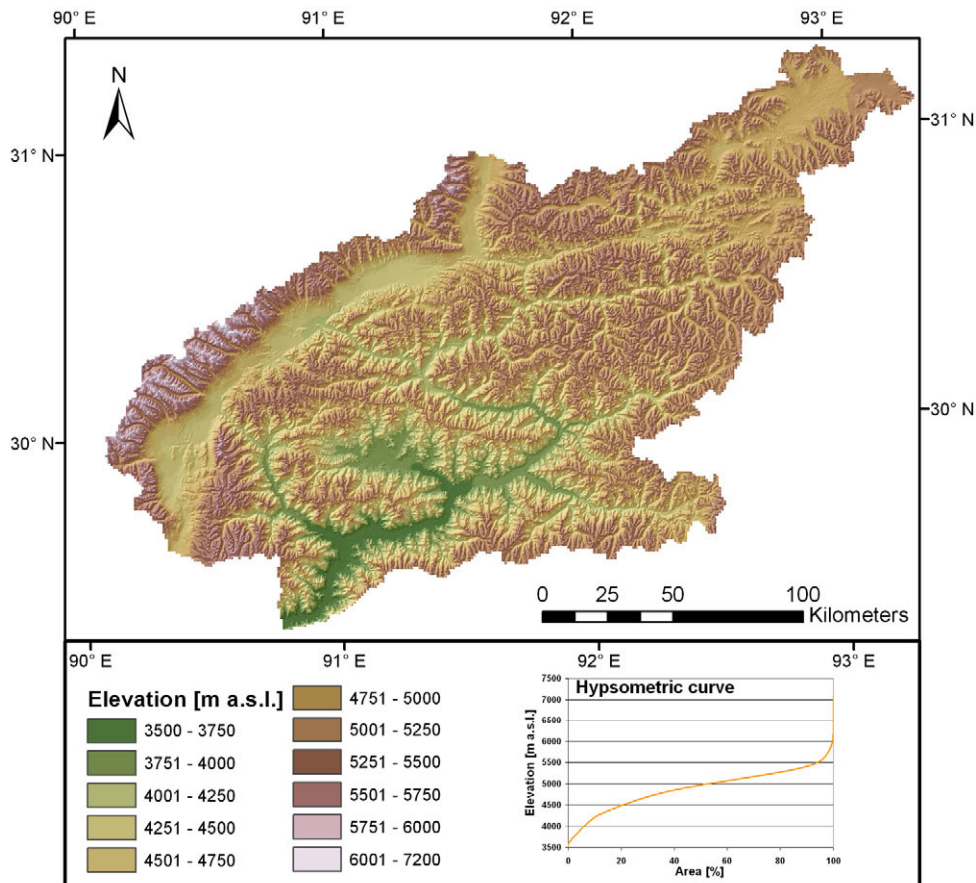 90° E 91° E 92° E 93° E
N
31° N
31° N
30° N
30° N
0 25 50 100
Kilometers
90° E 91° E 92° E 93° E
Elevation [m a.s.l.]
3500 - 3750
3751 - 4000
4001 - 4250
4251 - 4500
4501 - 4750
4751 - 5000
5001 - 5250
5251 - 5500
5501 - 5750
5751 - 6000
6001 - 7200
Hypsometric curve
Elevation [m a.s.l.]
7500
7000
6500
6000
5500
5000
4500
4000
3500
0 20 40 60 80 100
Area [%]